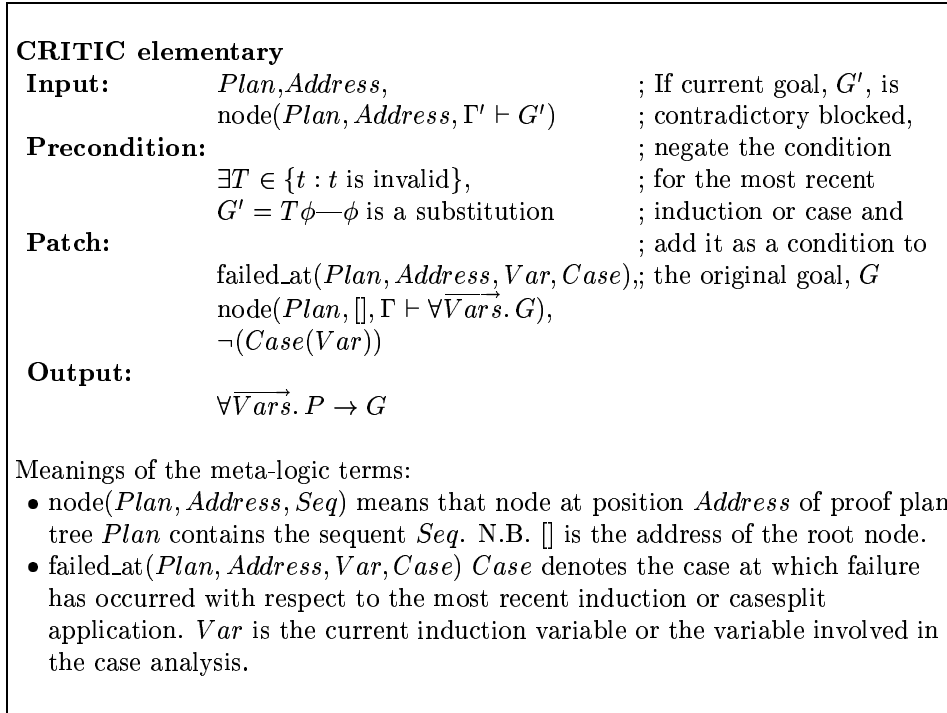 CRITIC elementary
Input: Plan,Address, ; If current goal, G′, is
node(Plan, Address, Γ′ ⊢ G′) ; contradictory blocked,
Precondition: ; negate the condition
∃T ∈ {t : t is invalid}, ; for the most recent
G′ = Tϕ—ϕ is a substitution ; induction or case and
Patch: ; add it as a condition to
failed_at(Plan, Address, Var, Case),; the original goal, G
node(Plan, [], Γ ⊢ ∀\overrightarrow{Vars}. G),
¬(Case(Var))
Output:
∀\overrightarrow{Vars}. P → G
Meanings of the meta-logic terms:
• node(Plan, Address, Seq) means that node at position Address of proof plan
tree Plan contains the sequent Seq. N.B. [] is the address of the root node.
• failed_at(Plan, Address, Var, Case) Case denotes the case at which failure
has occurred with respect to the most recent induction or casesplit
application. Var is the current induction variable or the variable involved in
the case analysis.